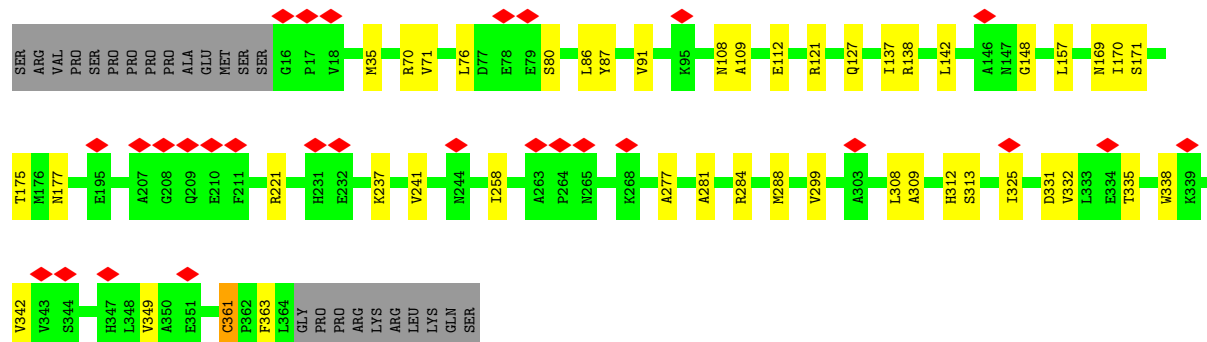 SER ARG VAL PRO SER PRO PRO PRO PRO ALA GLU MET SER SER G16 P17 V18 M35 R70 V71 L76 D77 E78 E79 S80 L86 Y87 V91 K95 N108 A109 E112 R121 Q127 I137 R138 L142 A146 N147 G148 L157 N169 I170 S171
T175 M176 N177 E195 A207 G208 Q209 E210 F211 R221 H231 E232 K237 V241 N244 I258 A263 P264 N265 K268 A277 A281 R284 M288 V299 A303 L308 A309 H312 S313 I325 D331 V332 L333 E334 T335 W338 K339
V342 V343 S344 H347 L348 V349 A350 E351 C361 P362 F363 L364 GLY PRO PRO ARG LYS ARG LEU LYS GLN SER